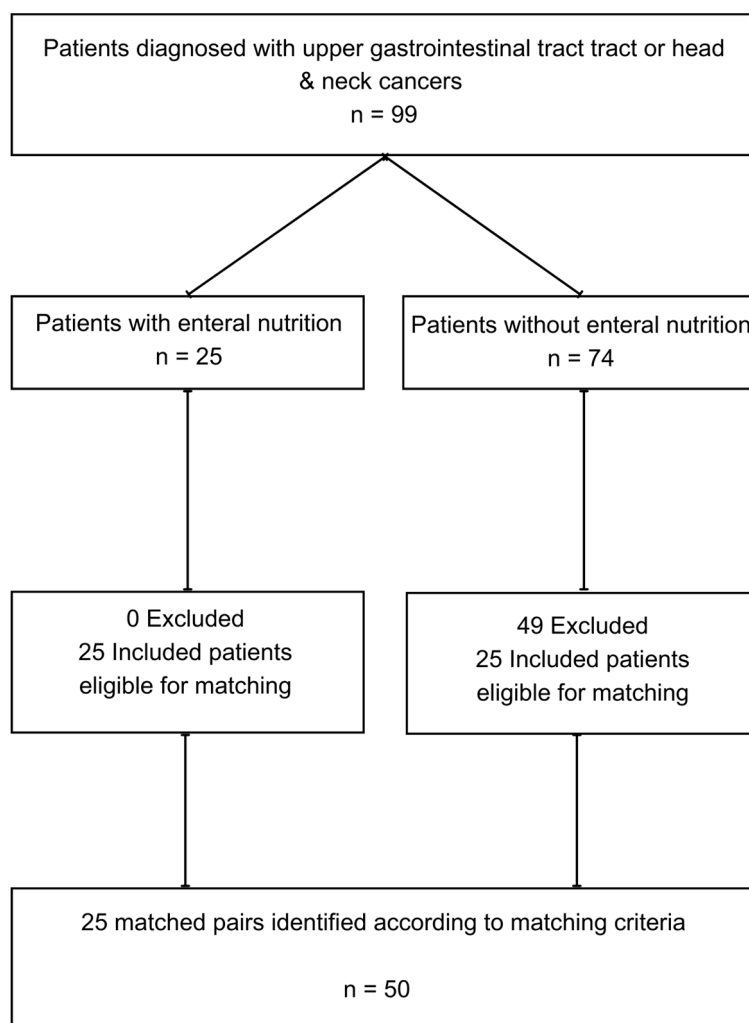 Patients diagnosed with upper gastrointestinal tract tract or head
& neck cancers
n = 99
Patients with enteral nutrition
n = 25
Patients without enteral nutrition
n = 74
0 Excluded
25 Included patients
eligible for matching
49 Excluded
25 Included patients
eligible for matching
25 matched pairs identified according to matching criteria
n = 50